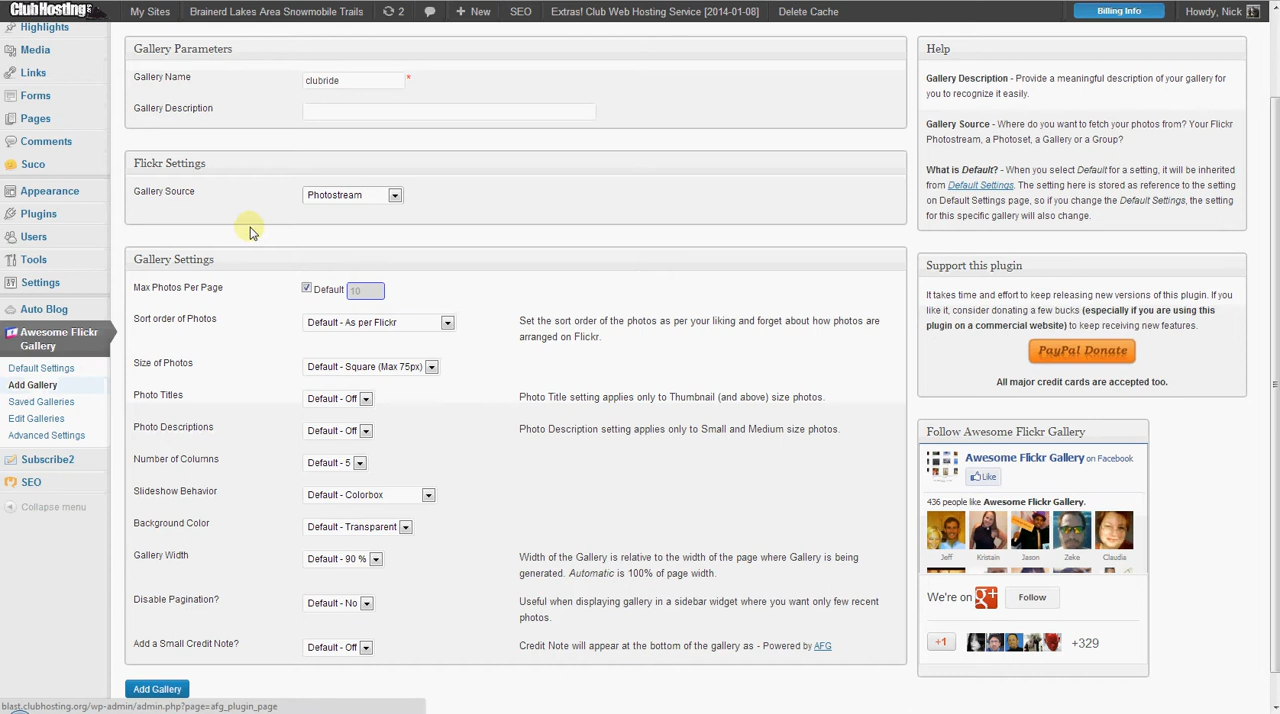 ClubHosting
My Sites
Brainerd Lakes Area Snowmobile Trails
2
New
SEO
Extras! Club Web Hosting Service [2014-01-08]
Delete Cache
Billing Info
Howdy, Nick
Highlights
Media
Links
Forms
Pages
Comments
Suco
Appearance
Plugins
Users
Tools
Settings
Auto Blog
Awesome Flickr
Gallery
Default Settings
Add Gallery
Saved Galleries
Edit Galleries
Advanced Settings
Subscribe2
SEO
Collapse menu
Gallery Parameters
Gallery Name
clubride *
Gallery Description
Flickr Settings
Gallery Source
Photostream
Gallery Settings
Max Photos Per Page
Default 10
Sort order of Photos
Default - As per Flickr
Set the sort order of the photos as per your liking and forget about how photos are
arranged on Flickr.
Size of Photos
Default - Square (Max 75px)
Photo Titles
Default - Off
Photo Title setting applies only to Thumbnail (and above) size photos.
Photo Descriptions
Default - Off
Photo Description setting applies only to Small and Medium size photos.
Number of Columns
Default - 5
Slideshow Behavior
Default - Colorbox
Background Color
Default - Transparent
Gallery Width
Default - 90 %
Width of the Gallery is relative to the width of the page where Gallery is being
generated. Automatic is 100% of page width.
Disable Pagination?
Default - No
Useful when displaying gallery in a sidebar widget where you want only few recent
photos.
Add a Small Credit Note?
Default - Off
Credit Note will appear at the bottom of the gallery as - Powered by AFG
Add Gallery
Help
Gallery Description - Provide a meaningful description of your gallery for
you to recognize it easily.
Gallery Source - Where do you want to fetch your photos from? Your Flickr
Photostream, a Photoset, a Gallery or a Group?
What is Default? - When you select Default for a setting, it will be inherited
from Default Settings. The setting here is stored as reference to the setting
on Default Settings page, so if you change the Default Settings, the setting
for this specific gallery will also change.
Support this plugin
It takes time and effort to keep releasing new versions of this plugin. If you
like it, consider donating a few bucks (especially if you are using this
plugin on a commercial website) to keep receiving new features.
PayPal Donate
All major credit cards are accepted too.
Follow Awesome Flickr Gallery
Awesome Flickr Gallery on Facebook
Like
436 people like Awesome Flickr Gallery.
Jeff
Kristain
Jason
Zeke
Claudia
We're on g+
Follow
+1
+329
blast.clubhosting.org/wp-admin/admin.php?page=afg_plugin_page